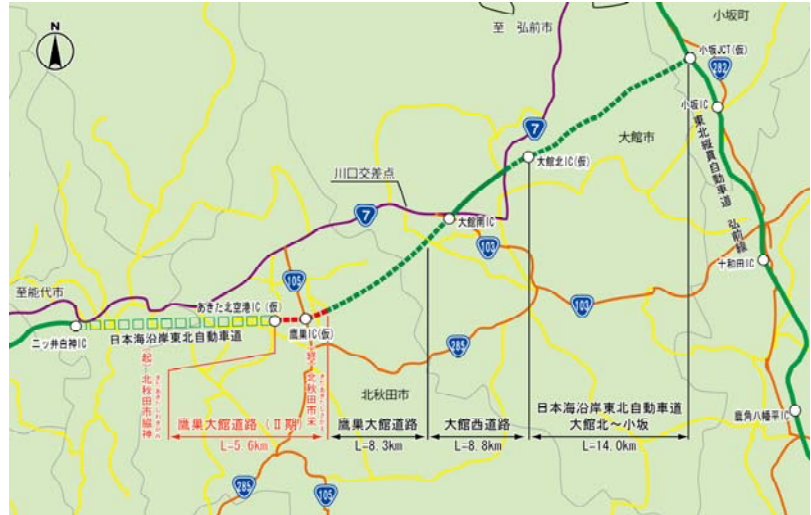 小坂町
至 弘前市
小坂JCT(仮)
282
小坂IC
7
大館市
大館北IC(仮)
東北縦貫自動車道 弘前線
川口交差点
7
大館南IC
103
十和田IC
105
至能代市
あきた北空港IC(仮)
103
鷹巣IC(仮)
二ツ井白神IC
日本海沿岸東北自動車道
285
北秋田市
鹿角八幡平IC
日本海沿岸東北自動車道
大館北～小坂
鷹巣大館道路(Ⅱ期)
鷹巣大館道路
大館西道路
L=5.6km
L=8.3km
L=8.8km
L=14.0km
285
105